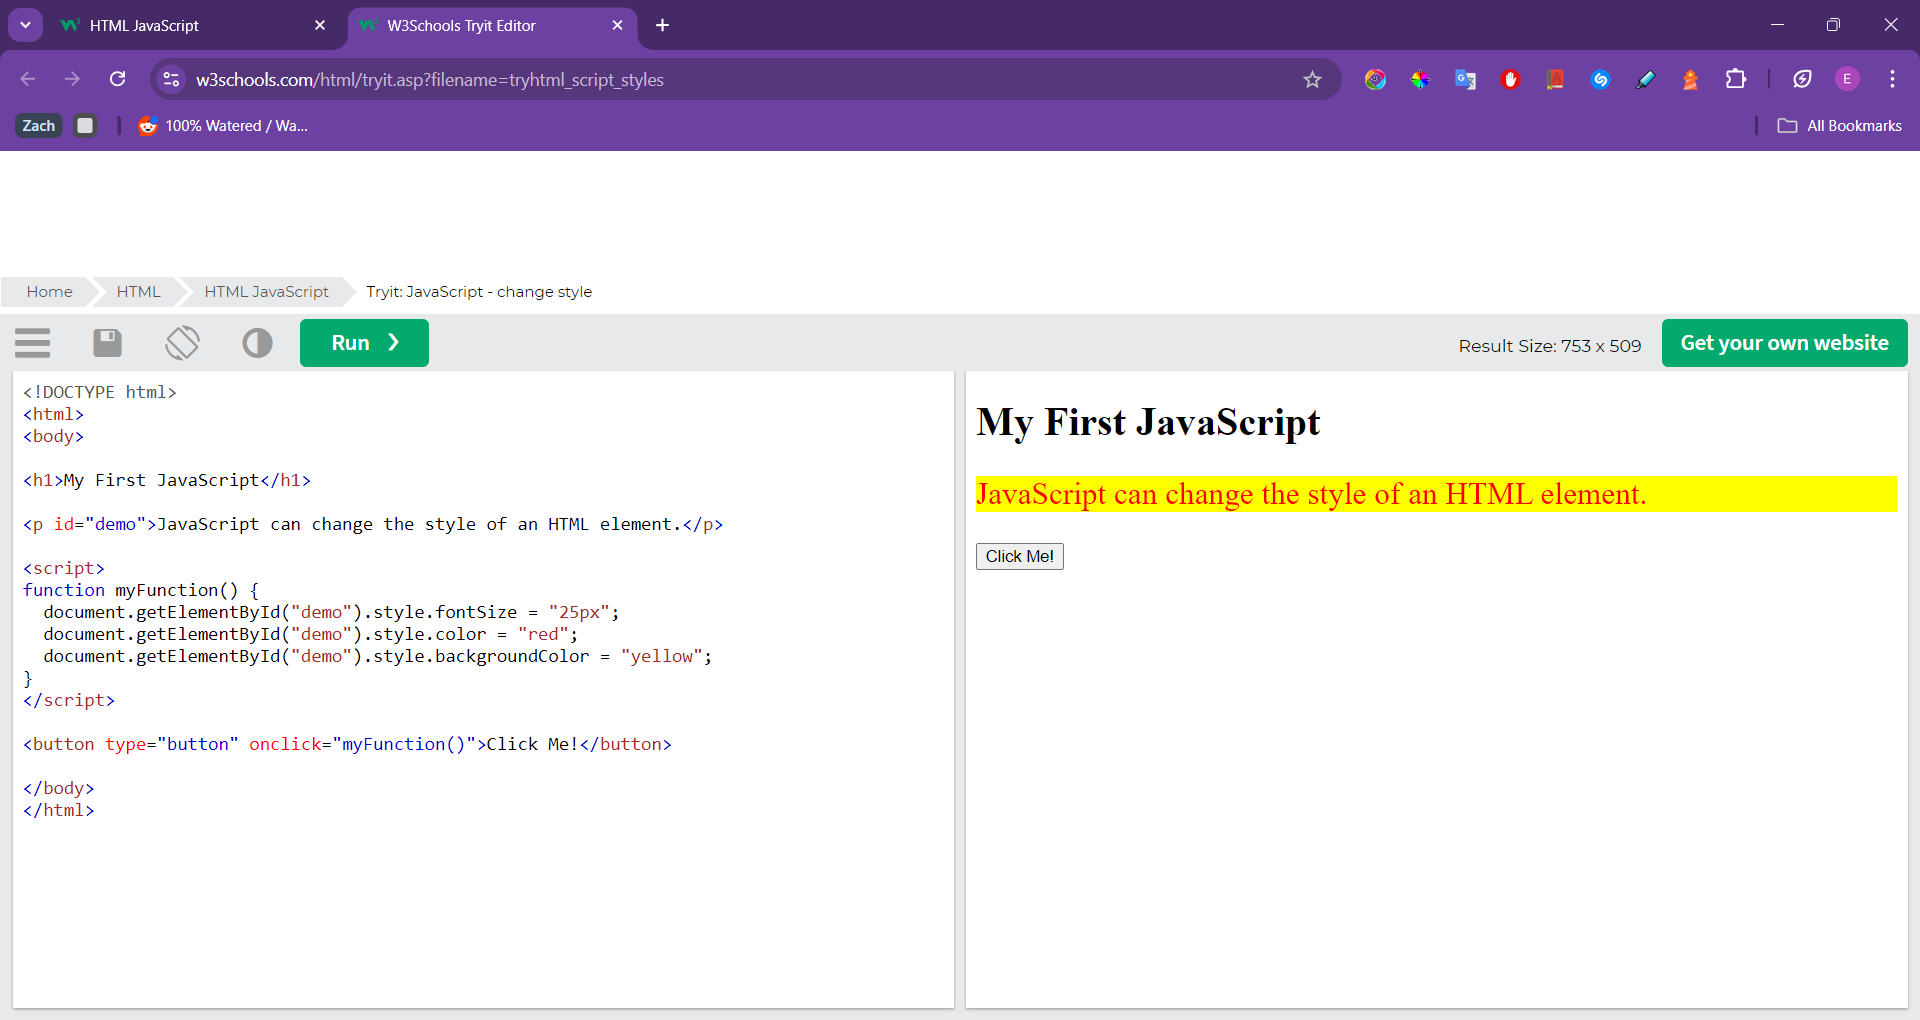 HTML JavaScript
W3Schools Tryit Editor
w3schools.com/html/tryit.asp?filename=tryhtml_script_styles
E
Zach
100% Watered / Wa...
All Bookmarks
Home
HTML
HTML JavaScript
Tryit: JavaScript - change style
Run ❯
Result Size: 753 x 509
Get your own website
<!DOCTYPE html>
<html>
<body>
<h1>My First JavaScript</h1>
<p id="demo">JavaScript can change the style of an HTML element.</p>
<script>
function myFunction() {
  document.getElementById("demo").style.fontSize = "25px";
  document.getElementById("demo").style.color = "red";
  document.getElementById("demo").style.backgroundColor = "yellow";
}
</script>
<button type="button" onclick="myFunction()">Click Me!</button>
</body>
</html>
My First JavaScript
JavaScript can change the style of an HTML element.
Click Me!